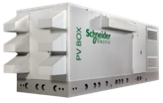 PV BOX
Schneider
Electric